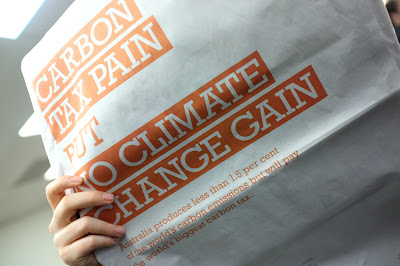 CARBON
TAX PAIN
BUT
NO CLIMATE
CHANGE GAIN
Australia produces less than 1.5 per cent
of the world's carbon emissions but will pay
the world's biggest carbon tax.